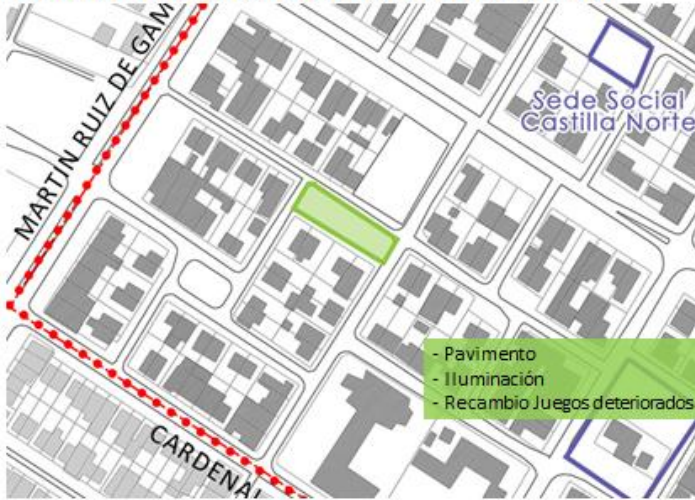 MARTIN RUIZ DE GAM
Sede Social
Castilla Norte
- Pavimento
- Iluminación
- Recambio Juegos deteriorados
CARDENAL